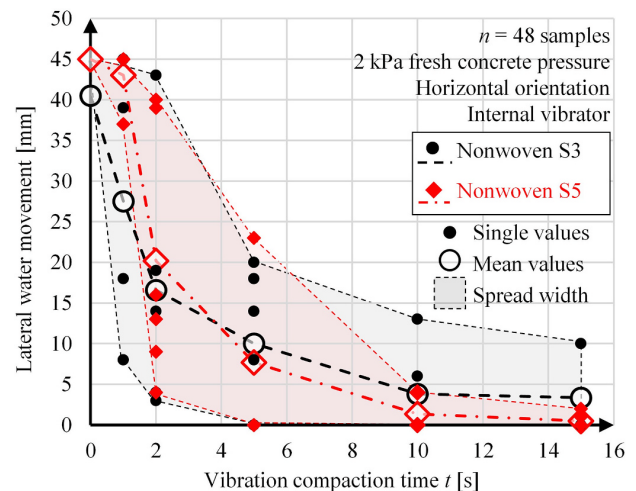 n = 48 samples
2 kPa fresh concrete pressure
Horizontal orientation
Internal vibrator
Nonwoven S3
Nonwoven S5
Single values
Mean values
Spread width
Lateral water movement [mm]
50
45
40
35
30
25
20
15
10
5
0
0 2 4 6 8 10 12 14 16
Vibration compaction time t [s]